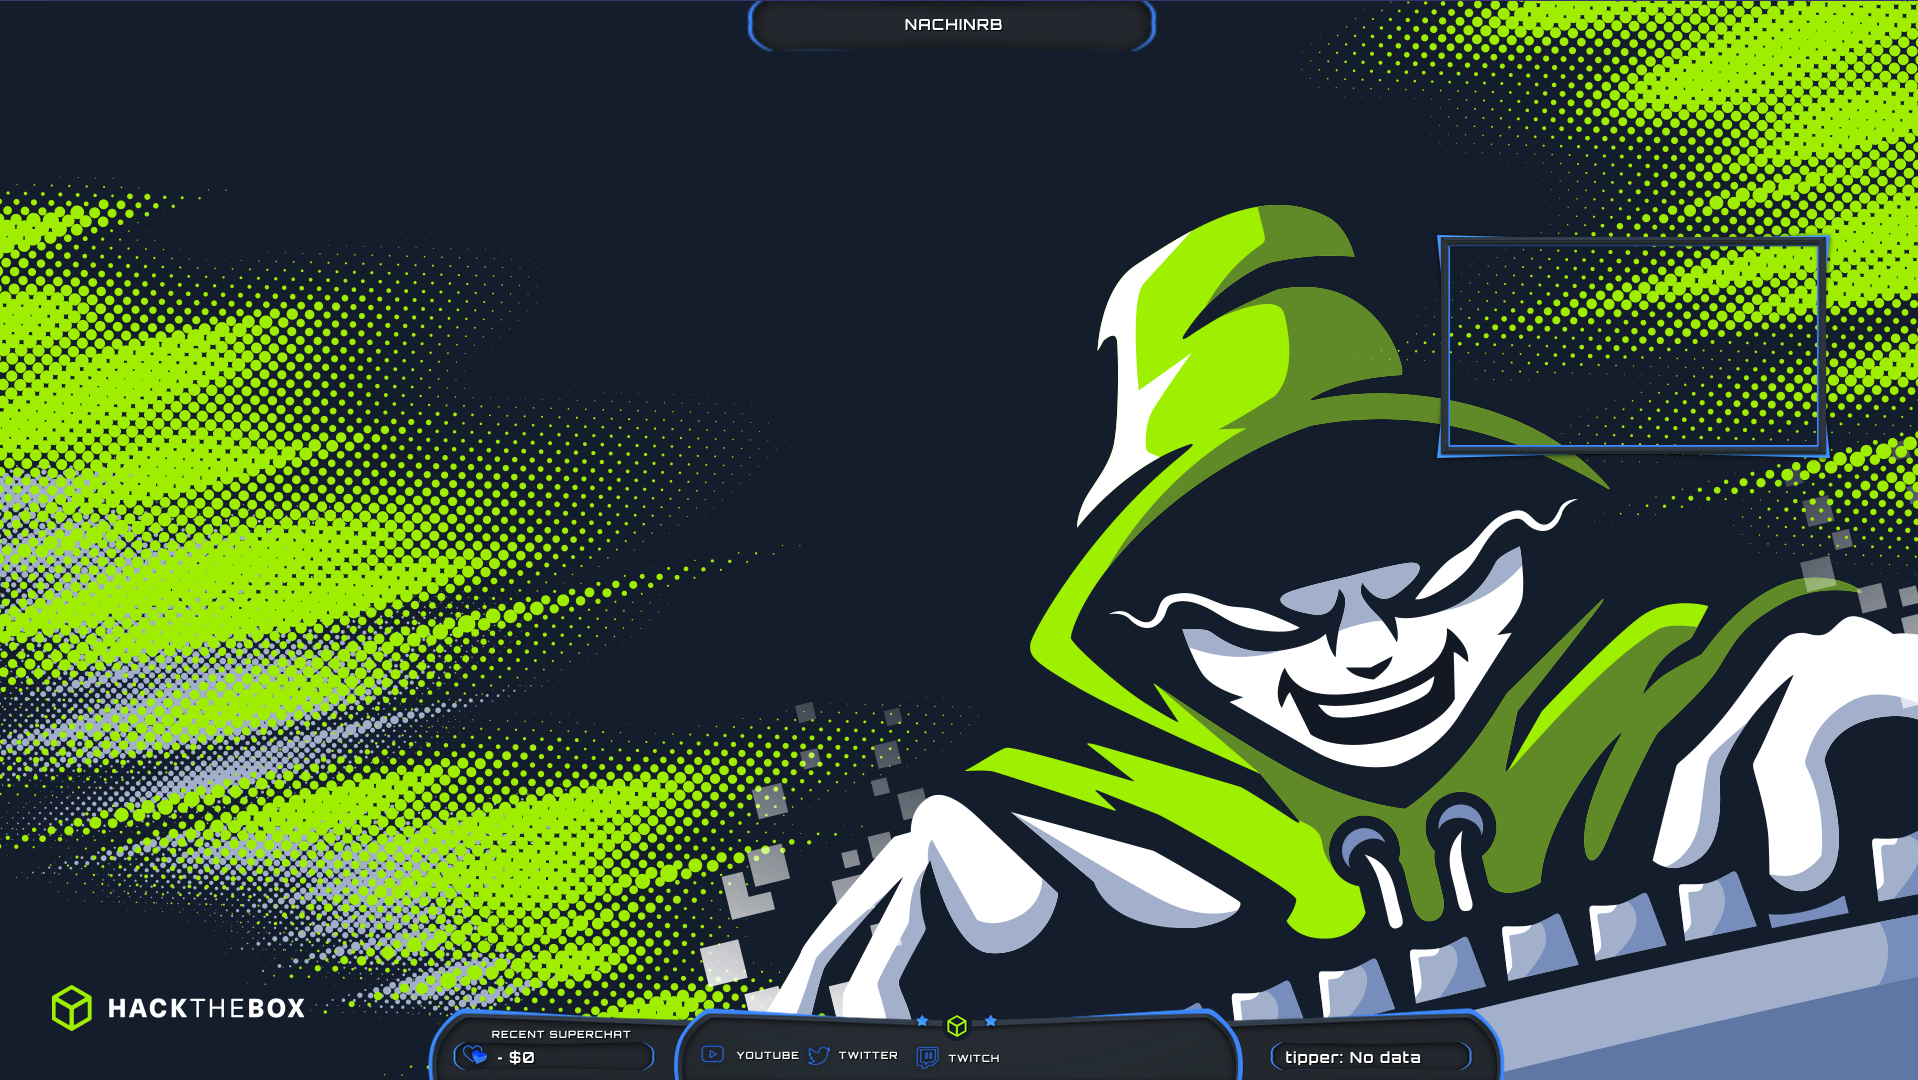 NACHINRB
HACKTHEBOX
RECENT SUPERCHAT
- $0
YOUTUBE TWITTER TWITCH
tipper: No data